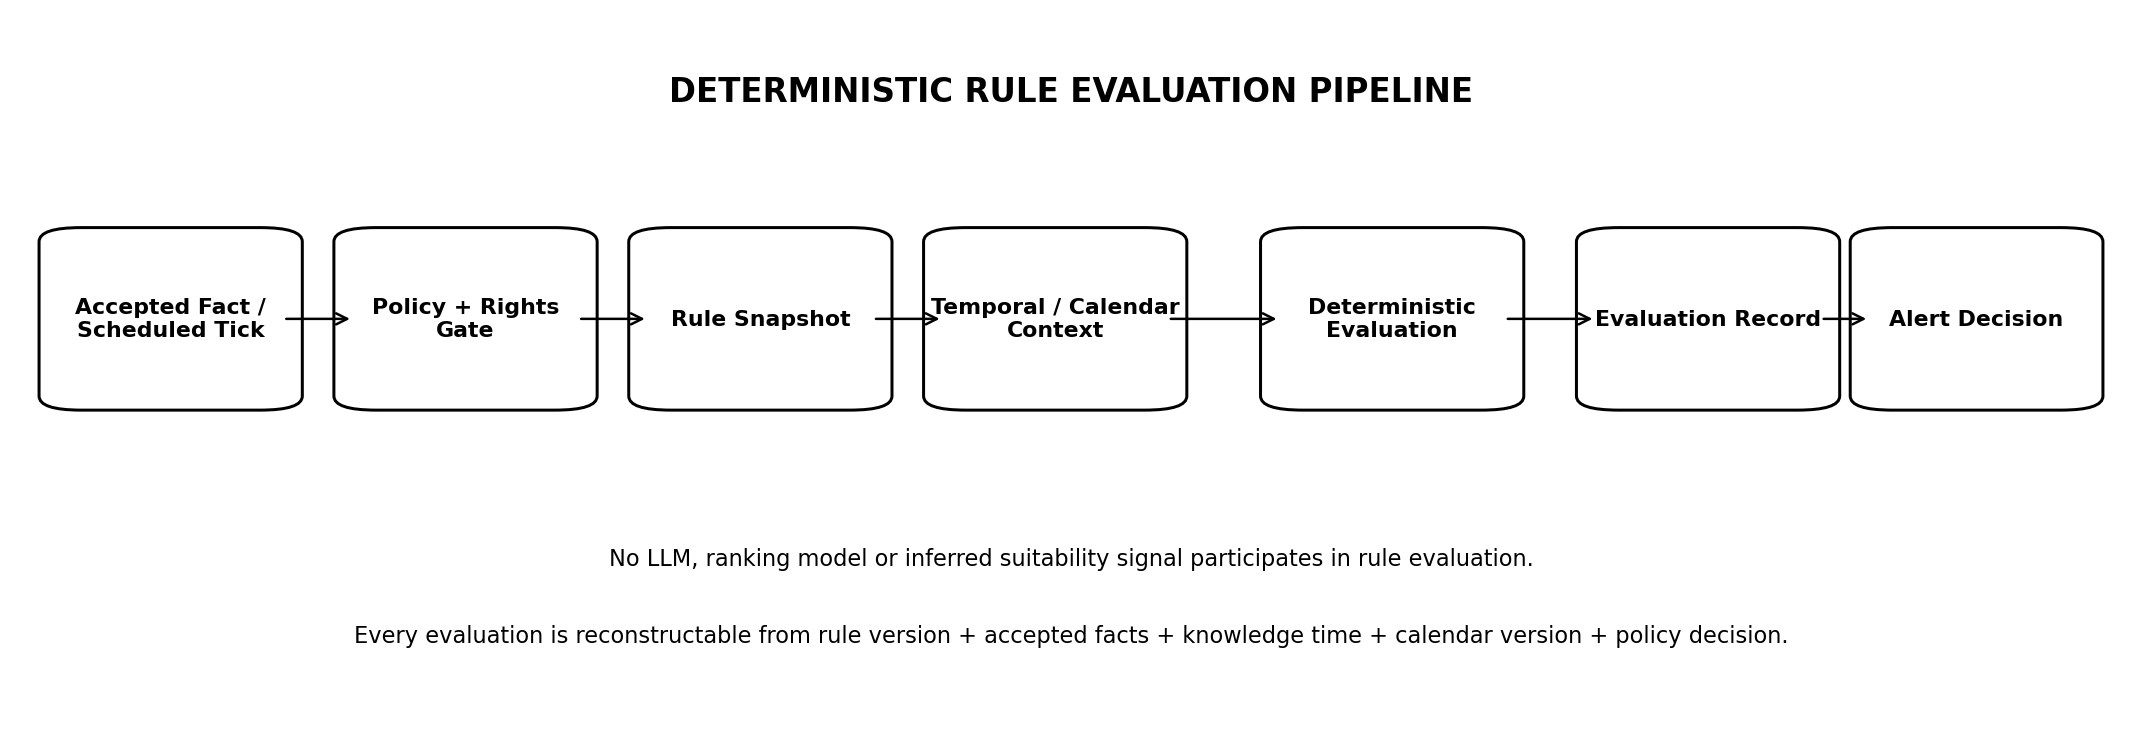 DETERMINISTIC RULE EVALUATION PIPELINE
Accepted Fact /
Scheduled Tick
Policy + Rights
Gate
Rule Snapshot
Temporal / Calendar
Context
Deterministic
Evaluation
Evaluation Record
Alert Decision
No LLM, ranking model or inferred suitability signal participates in rule evaluation.
Every evaluation is reconstructable from rule version + accepted facts + knowledge time + calendar version + policy decision.